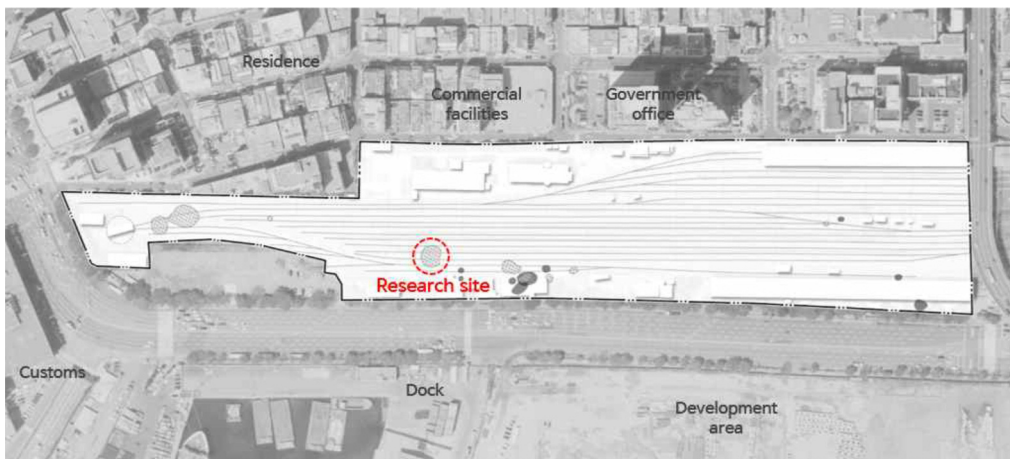 Residence
Commercial
facilities
Government
office
Research site
Customs
Dock
Development
area